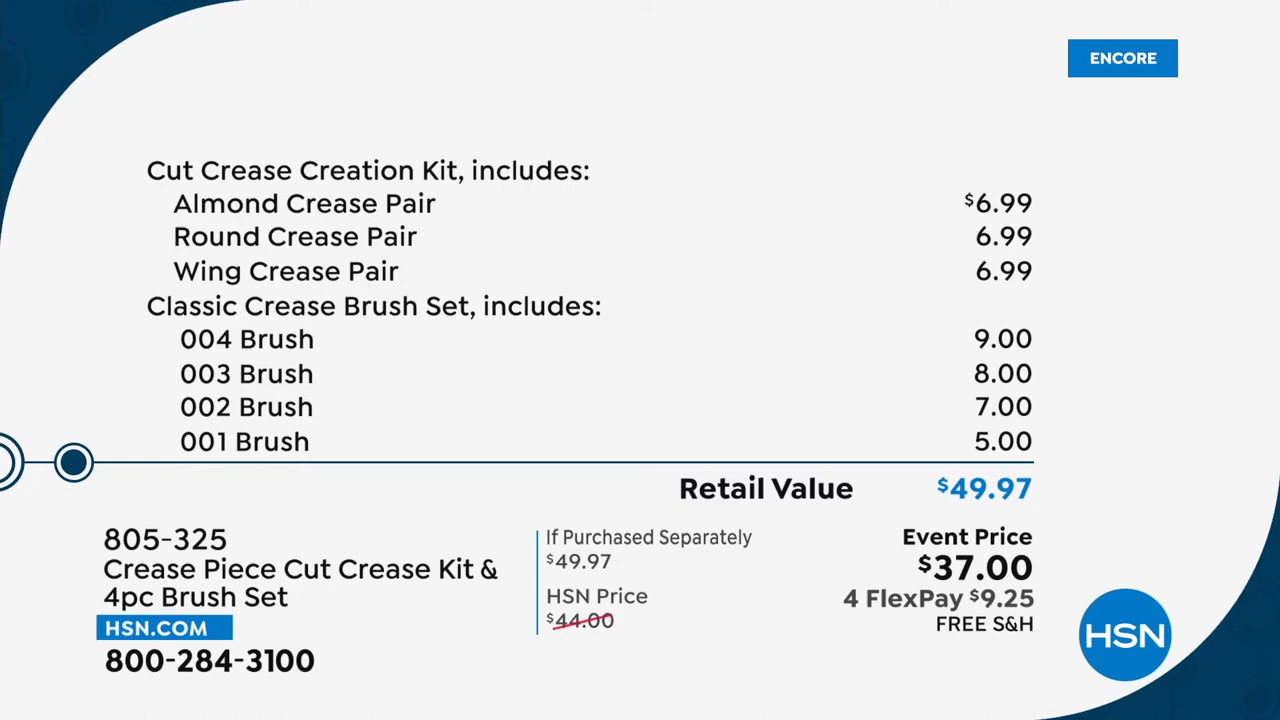 ENCORE
Cut Crease Creation Kit, includes:
Almond Crease Pair $6.99
Round Crease Pair 6.99
Wing Crease Pair 6.99
Classic Crease Brush Set, includes:
004 Brush 9.00
003 Brush 8.00
002 Brush 7.00
001 Brush 5.00
Retail Value $49.97
805-325
Crease Piece Cut Crease Kit &
4pc Brush Set
HSN.COM
800-284-3100
If Purchased Separately
$49.97
HSN Price
$44.00
Event Price
$37.00
4 FlexPay $9.25
FREE S&H
HSN